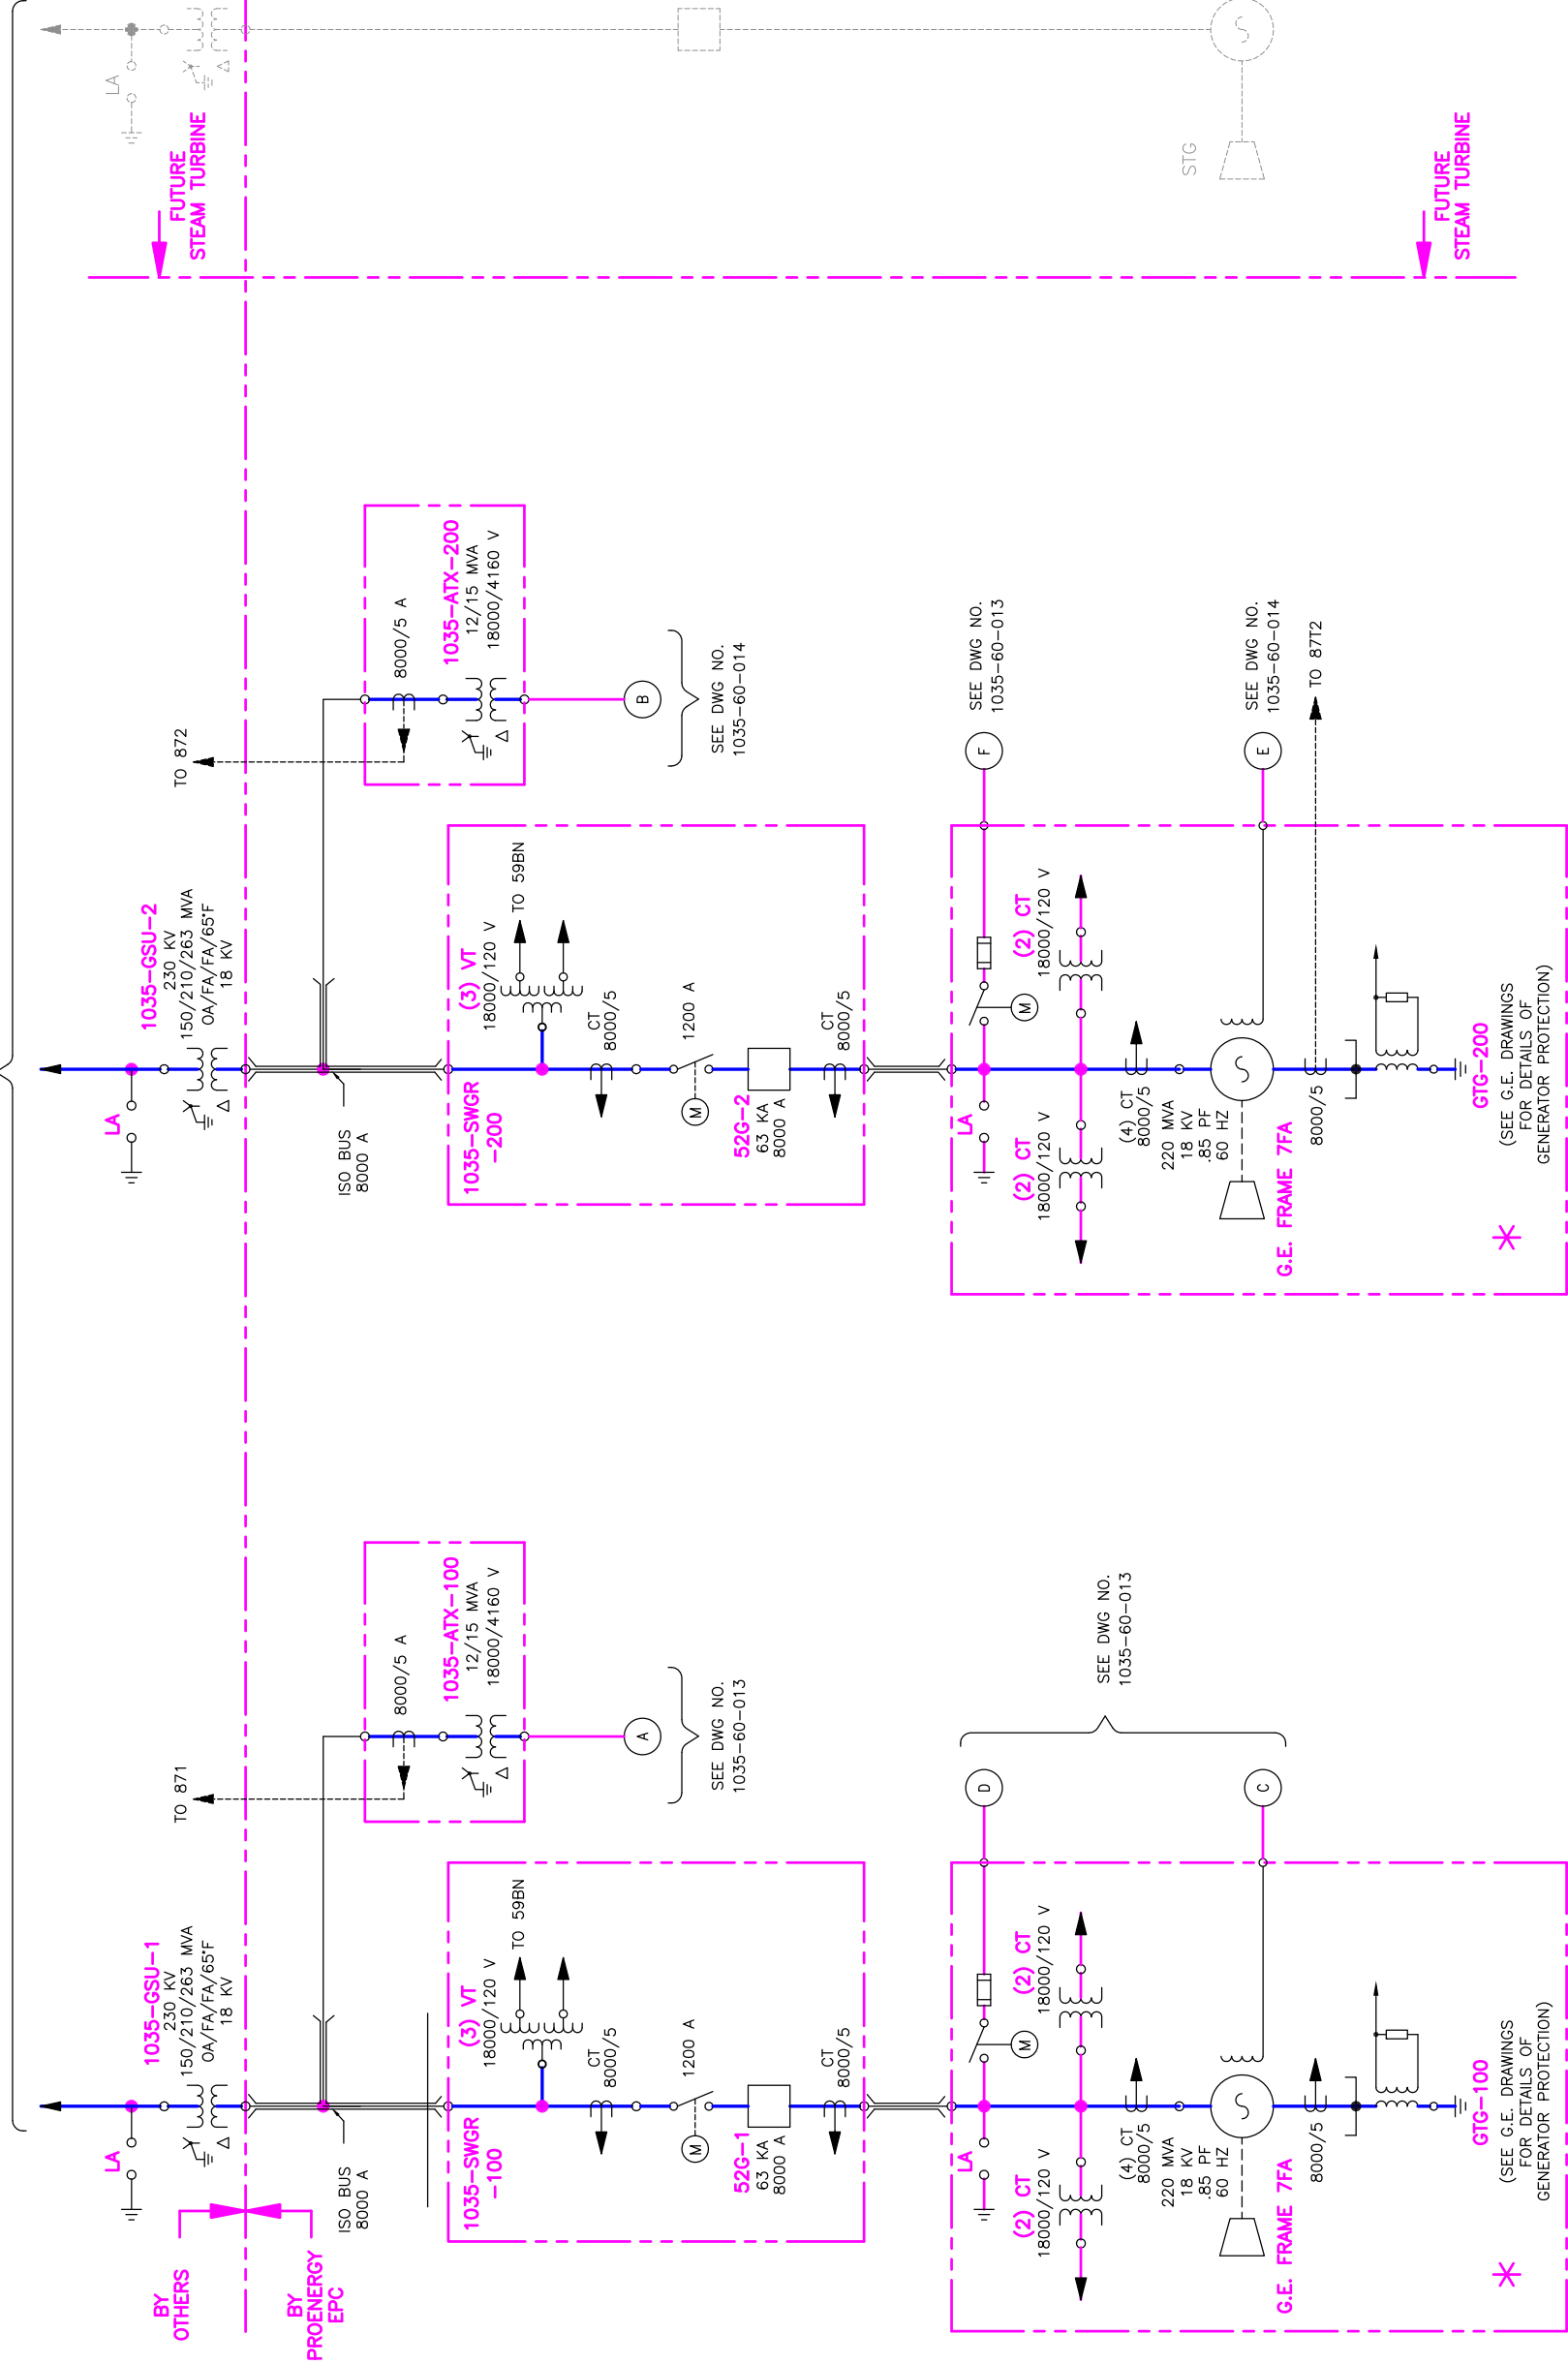 BY
OTHERS
BY
PROENERGY
EPC
LA
1035-GSU-1
230 KV
150/210/263 MVA
OA/FA/FA/65°F
18 KV
TO 871
ISO BUS
8000 A
8000/5 A
1035-ATX-100
12/15 MVA
18000/4160 V
A
SEE DWG NO.
1035-60-013
1035-SWGR
-100
(3) VT
18000/120 V
TO 59BN
CT
8000/5
1200 A
M
52G-1
63 KA
8000 A
CT
8000/5
LA
M
D
(2) CT
18000/120 V
(2) CT
18000/120 V
SEE DWG NO.
1035-60-013
(4) CT
8000/5
220 MVA
18 KV
.85 PF
60 HZ
C
G.E. FRAME 7FA
8000/5
GTG-100
(SEE G.E. DRAWINGS
FOR DETAILS OF
GENERATOR PROTECTION)
LA
1035-GSU-2
230 KV
150/210/263 MVA
OA/FA/FA/65°F
18 KV
TO 872
ISO BUS
8000 A
8000/5 A
1035-ATX-200
12/15 MVA
18000/4160 V
B
SEE DWG NO.
1035-60-014
1035-SWGR
-200
(3) VT
18000/120 V
TO 59BN
CT
8000/5
1200 A
M
52G-2
63 KA
8000 A
CT
8000/5
LA
M
F
SEE DWG NO.
1035-60-013
(2) CT
18000/120 V
(2) CT
18000/120 V
(4) CT
8000/5
220 MVA
18 KV
.85 PF
60 HZ
E
SEE DWG NO.
1035-60-014
G.E. FRAME 7FA
8000/5
TO 87T2
GTG-200
(SEE G.E. DRAWINGS
FOR DETAILS OF
GENERATOR PROTECTION)
LA
FUTURE
STEAM TURBINE
STG
FUTURE
STEAM TURBINE